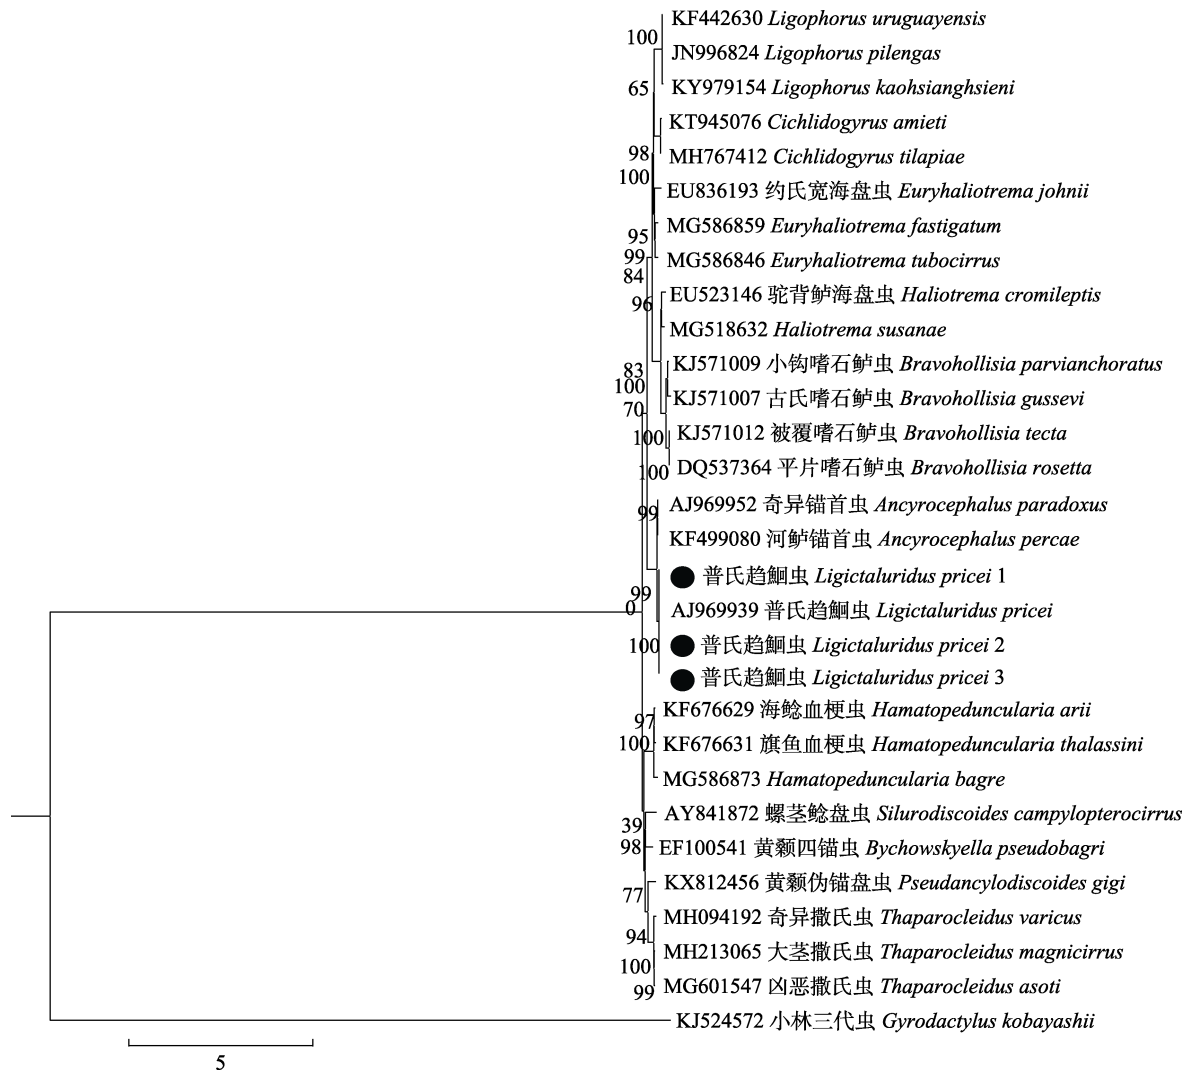 KF442630 Ligophorus uruguayensis
100
JN996824 Ligophorus pilengas
65
KY979154 Ligophorus kaohsianghsieni
KT945076 Cichlidogyrus amieti
98
MH767412 Cichlidogyrus tilapiae
100
EU836193 约氏宽海盘虫 Euryhaliotrema johnii
MG586859 Euryhaliotrema fastigatum
95
99
MG586846 Euryhaliotrema tubocirrus
84
EU523146 驼背鲈海盘虫 Haliotrema cromileptis
96
MG518632 Haliotrema susanae
KJ571009 小钩嗜石鲈虫 Bravohollisia parvianchoratus
83
100
KJ571007 古氏嗜石鲈虫 Bravohollisia gussevi
70
KJ571012 被覆嗜石鲈虫 Bravohollisia tecta
100
DQ537364 平片嗜石鲈虫 Bravohollisia rosetta
100
AJ969952 奇异锚首虫 Ancyrocephalus paradoxus
99
KF499080 河鲈锚首虫 Ancyrocephalus percae
普氏趋鮰虫 Ligictaluridus pricei 1
99
0
AJ969939 普氏趋鮰虫 Ligictaluridus pricei
100
普氏趋鮰虫 Ligictaluridus pricei 2
普氏趋鮰虫 Ligictaluridus pricei 3
KF676629 海鲶血梗虫 Hamatopeduncularia arii
97
100
KF676631 旗鱼血梗虫 Hamatopeduncularia thalassini
MG586873 Hamatopeduncularia bagre
AY841872 螺茎鲶盘虫 Silurodiscoides campylopterocirrus
39
98
EF100541 黄颡四锚虫 Bychowskyella pseudobagri
KX812456 黄颡伪锚盘虫 Pseudancylodiscoides gigi
77
MH094192 奇异撒氏虫 Thaparocleidus varicus
94
MH213065 大茎撒氏虫 Thaparocleidus magnicirrus
100
MG601547 凶恶撒氏虫 Thaparocleidus asoti
99
KJ524572 小林三代虫 Gyrodactylus kobayashii
5